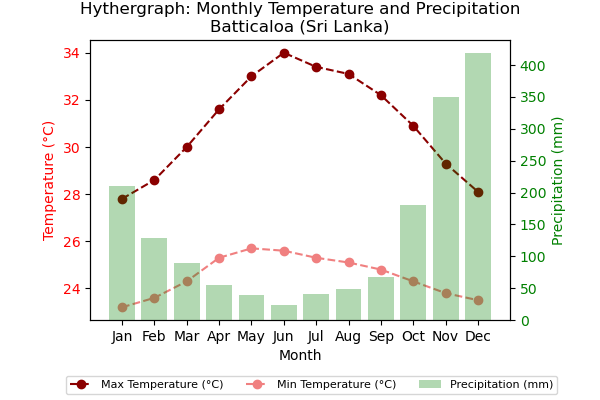 Hythergraph: Monthly Temperature and Precipitation
Batticaloa (Sri Lanka)
34
32
30
28
26
24
Temperature (°C)
400
350
300
250
200
150
100
50
0
Precipitation (mm)
Jan Feb Mar Apr May Jun Jul Aug Sep Oct Nov Dec
Month
Max Temperature (°C) Min Temperature (°C) Precipitation (mm)